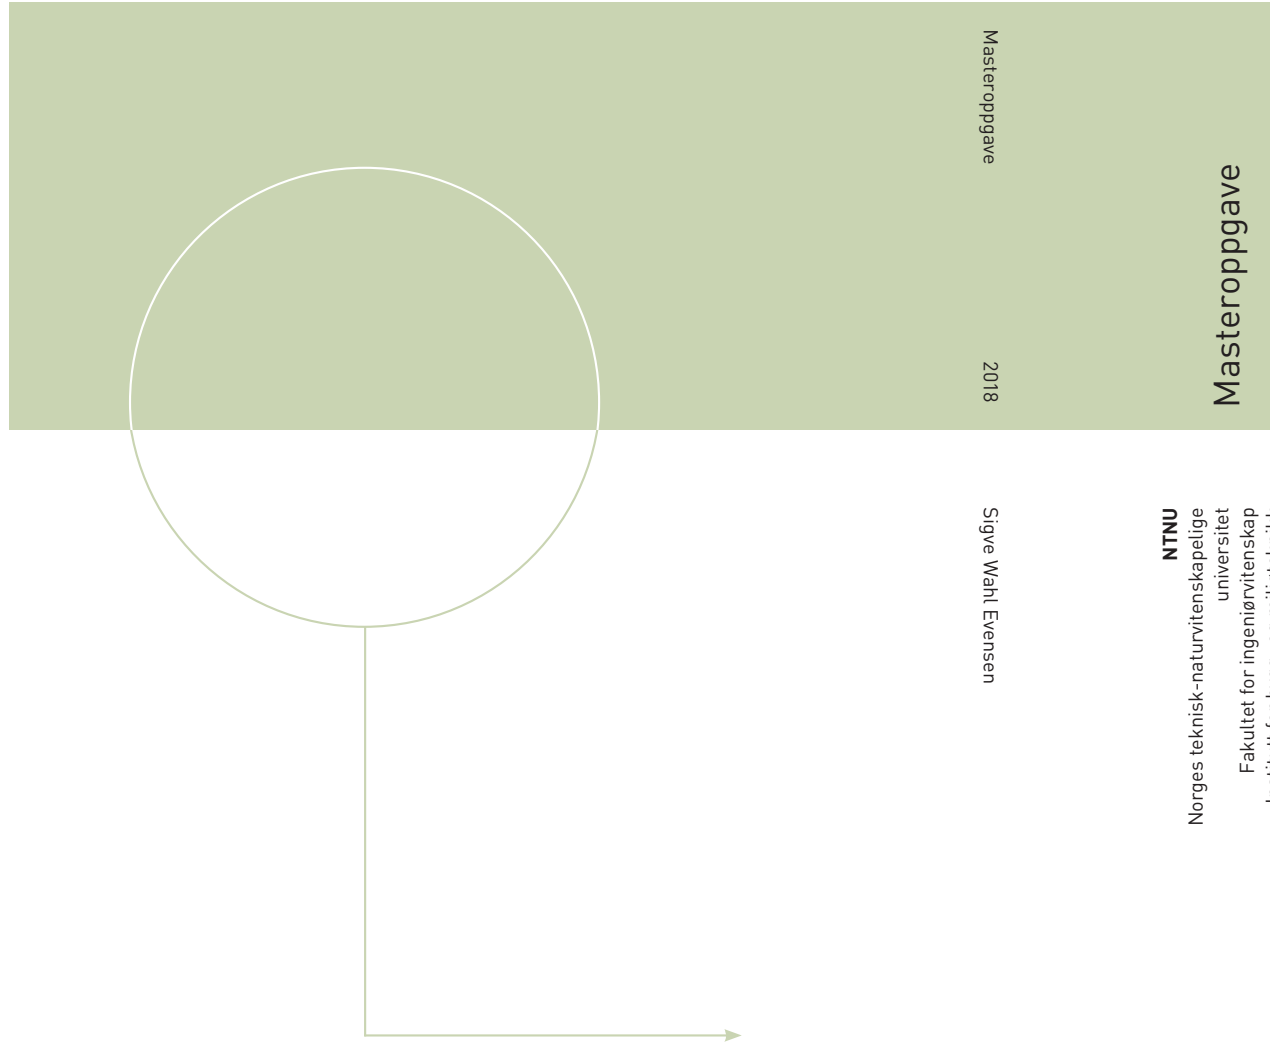 Masteroppgave
2018
Sigve Wahl Evensen
Masteroppgave
NTNU
Norges teknisk-naturvitenskapelige
universitet
Fakultet for ingeniørvitenskap